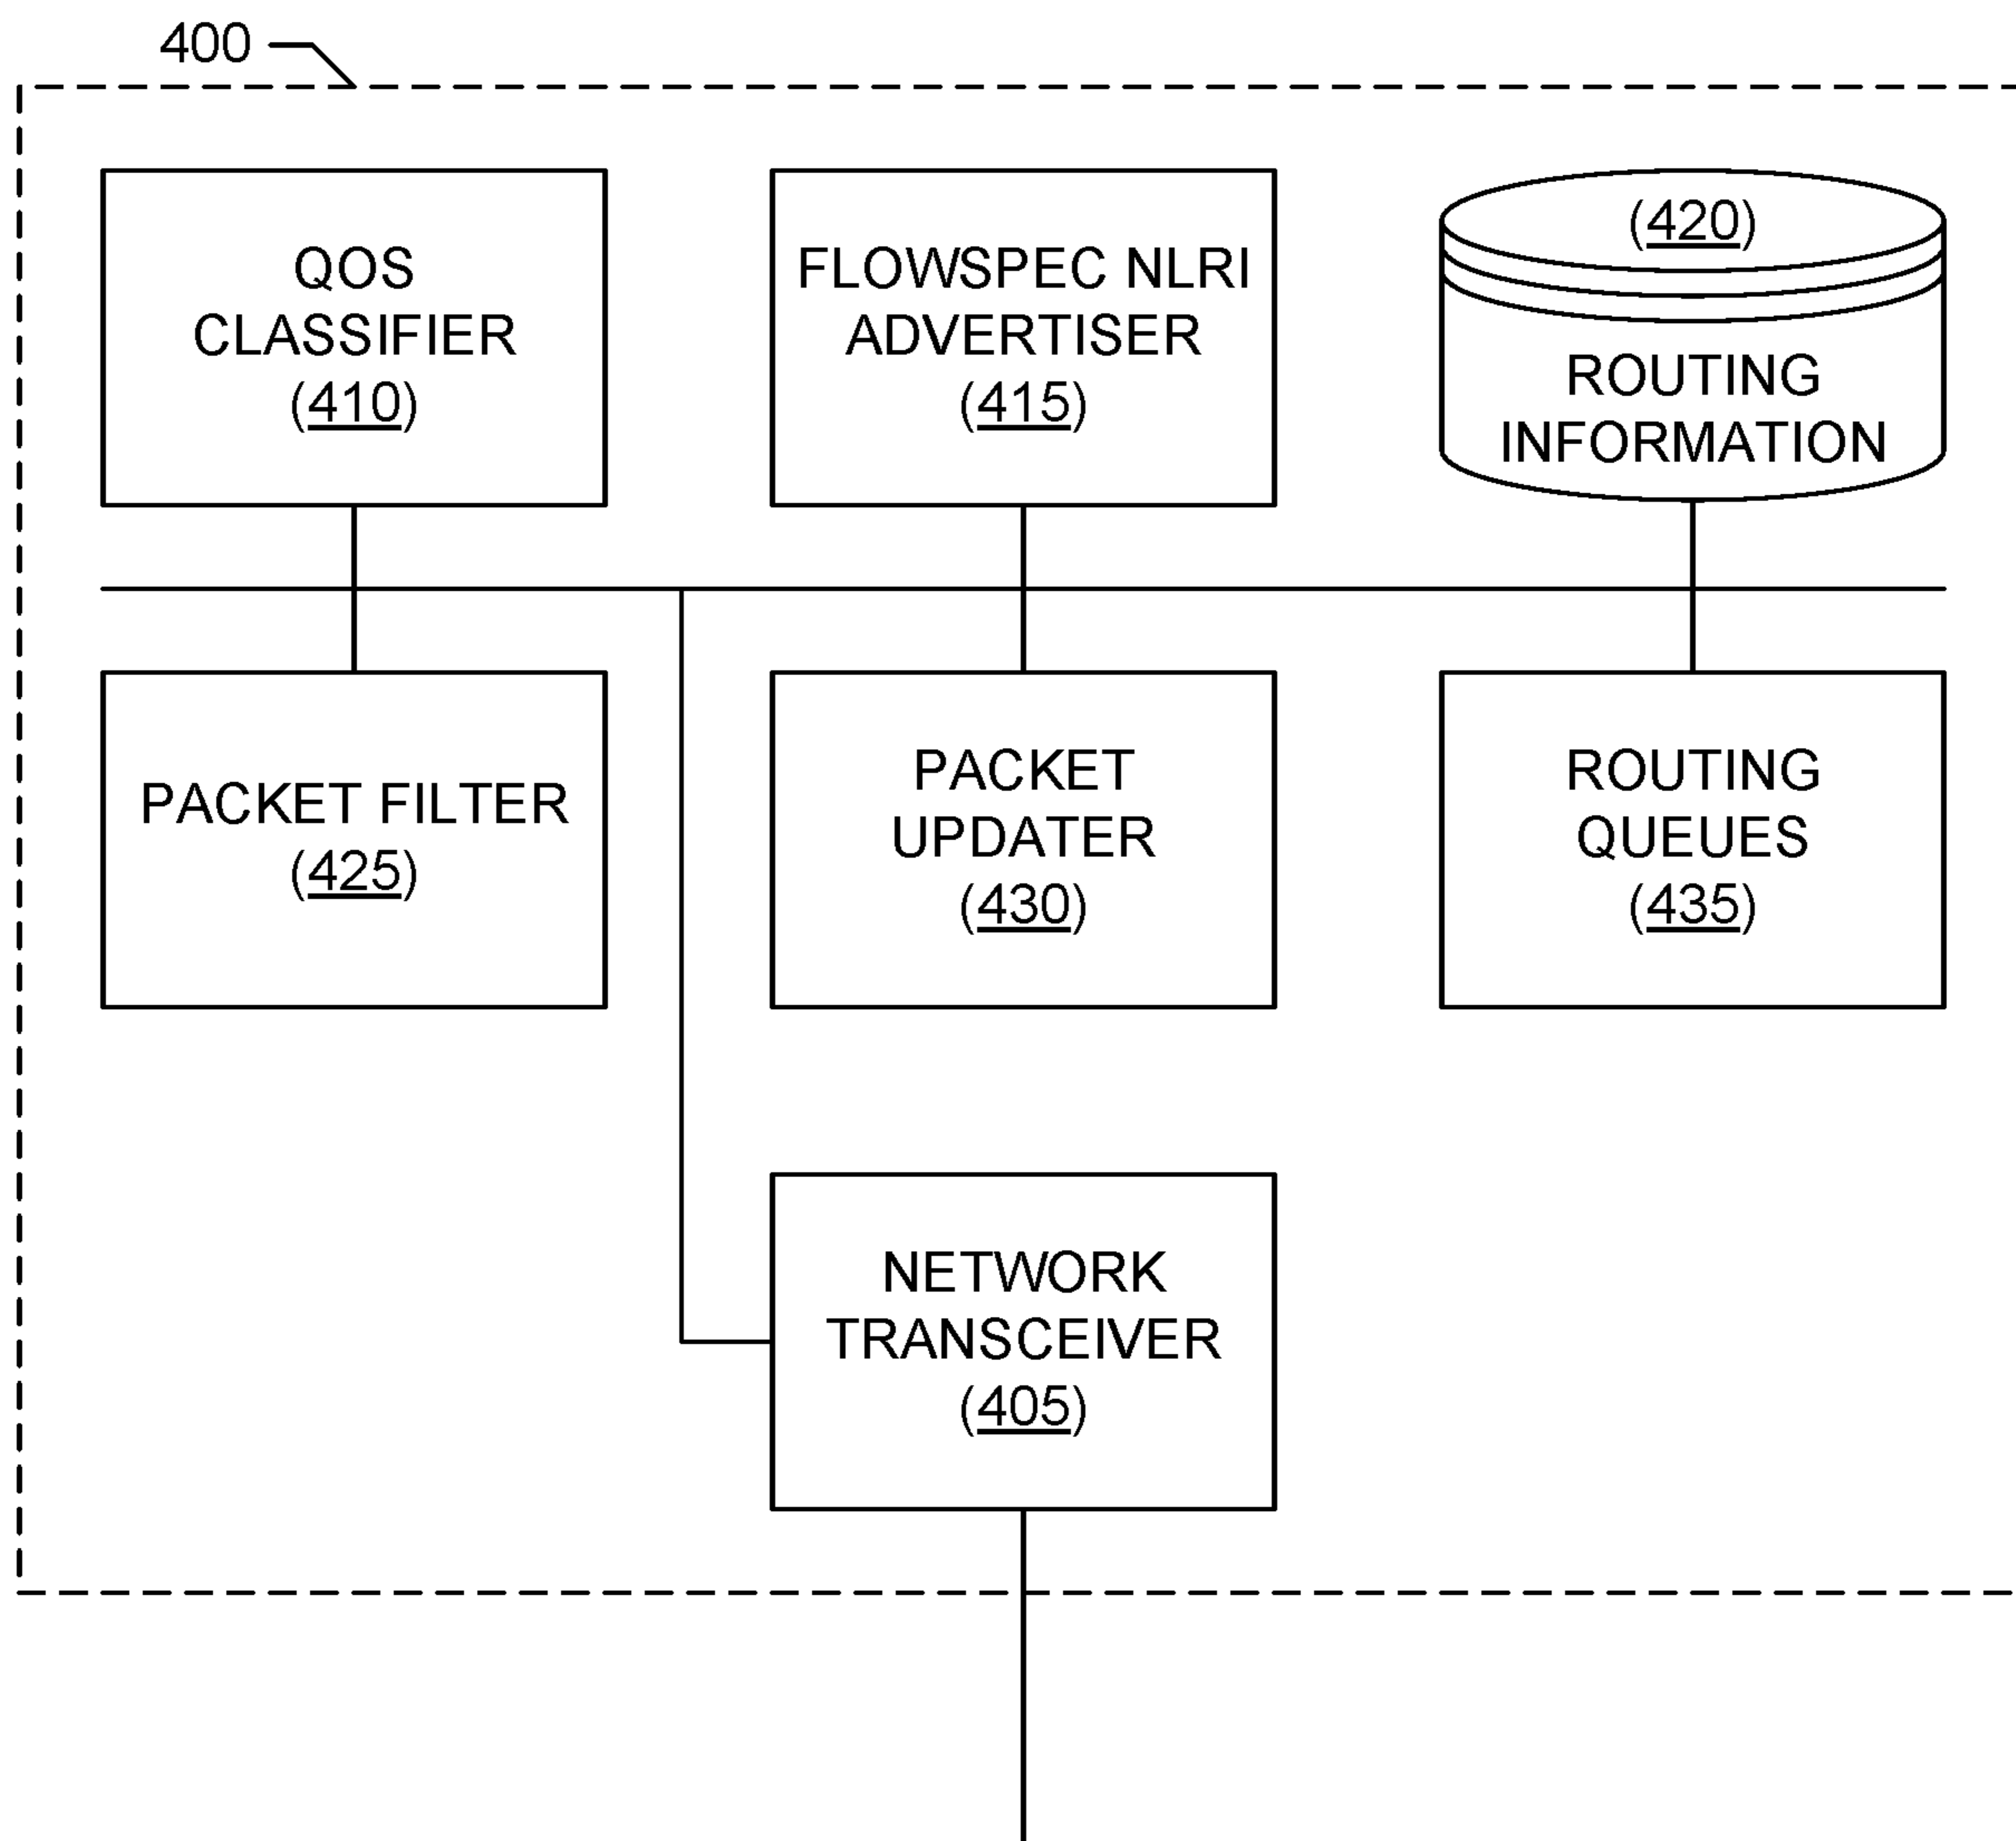 400
QOS
CLASSIFIER
(410)
FLOWSPEC NLRI
ADVERTISER
(415)
(420)
ROUTING
INFORMATION
PACKET FILTER
(425)
PACKET
UPDATER
(430)
ROUTING
QUEUES
(435)
NETWORK
TRANSCEIVER
(405)